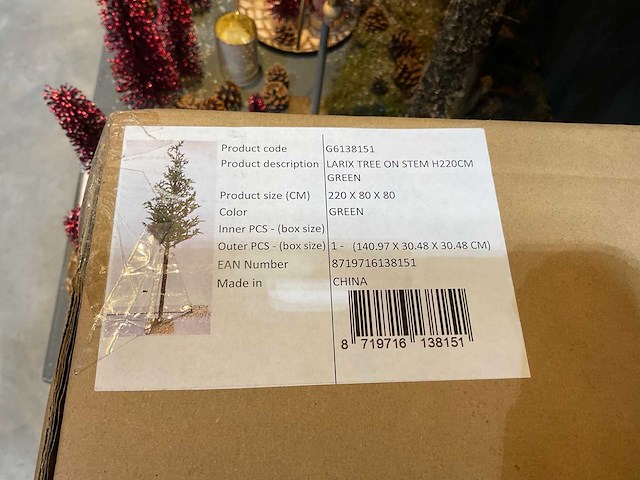 Product code G6138151
Product description LARIX TREE ON STEM H220CM
GREEN
Product size (CM) 220 X 80 X 80
Color GREEN
Inner PCS - (box size)
Outer PCS - (box size) 1 - (140.97 X 30.48 X 30.48 CM)
EAN Number 8719716138151
Made in CHINA
8 719716 138151